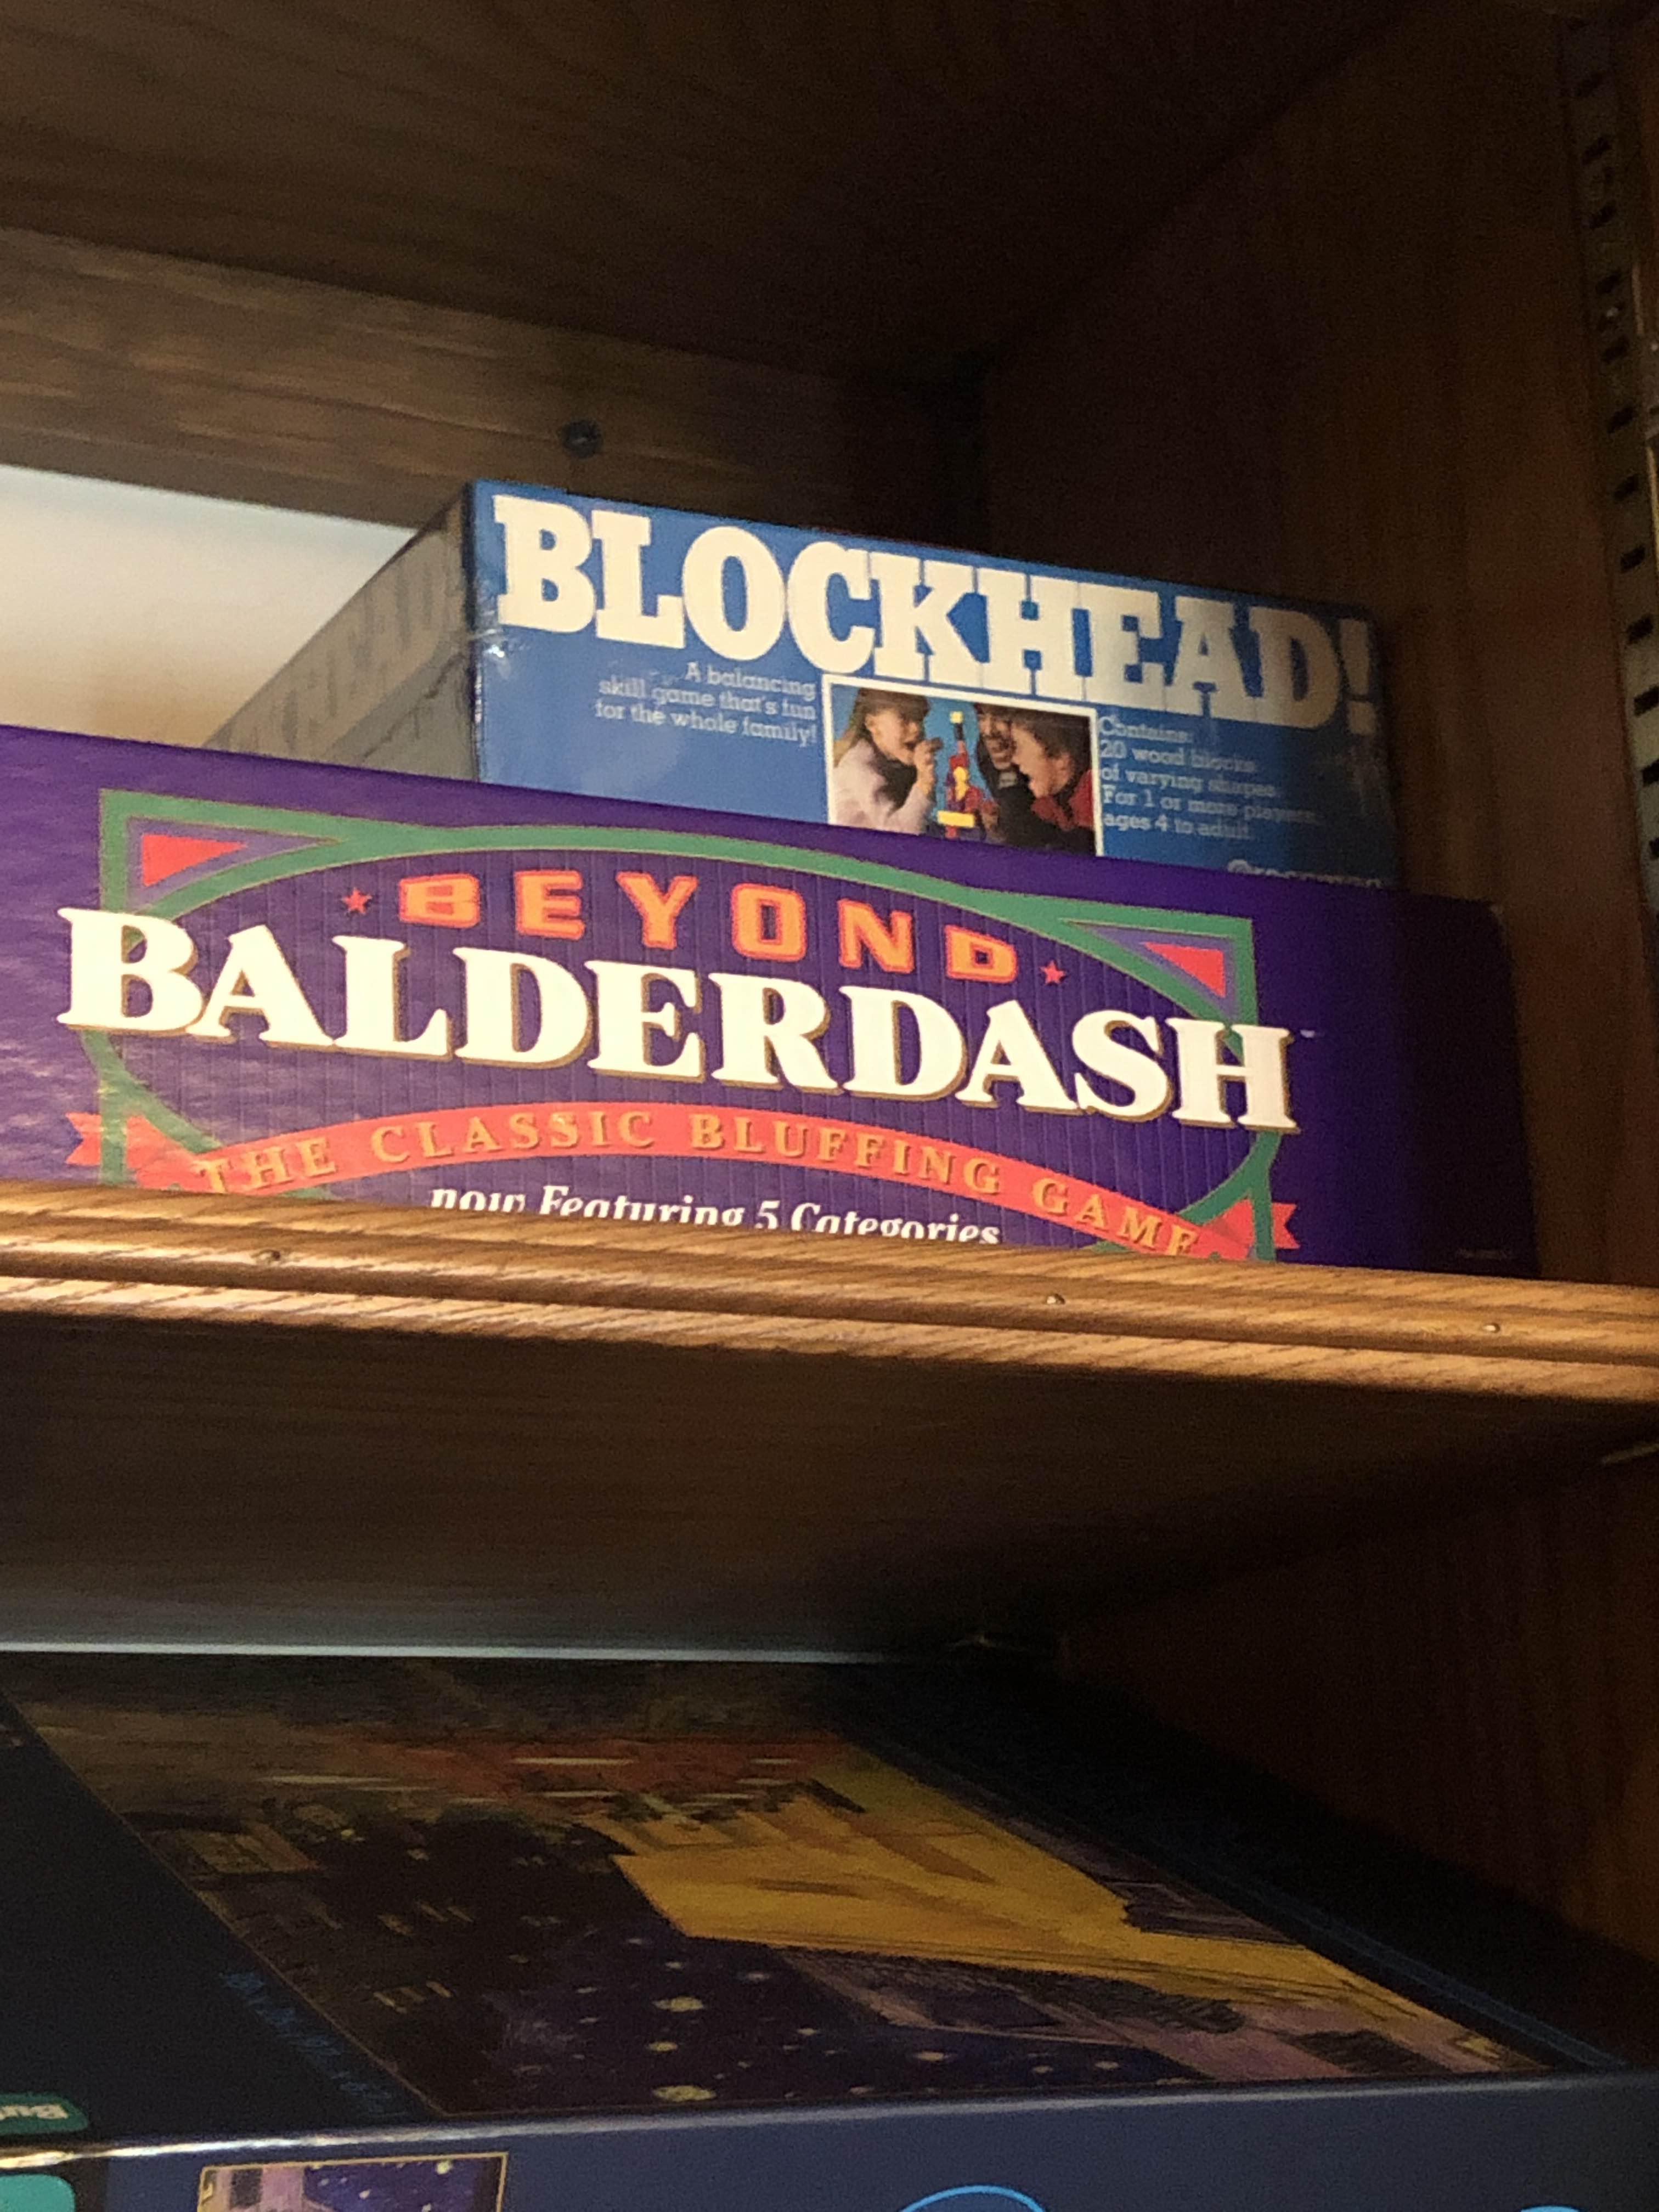 BLOCKHEAD!
A balancing
skill game that's fun
for the whole family!
Contains:
20 wood blocks
of varying shapes.
For 1 or more players,
ages 4 to adult.
BEYOND
BALDERDASH
THE CLASSIC BLUFFING GAME
now Featuring 5 Categories